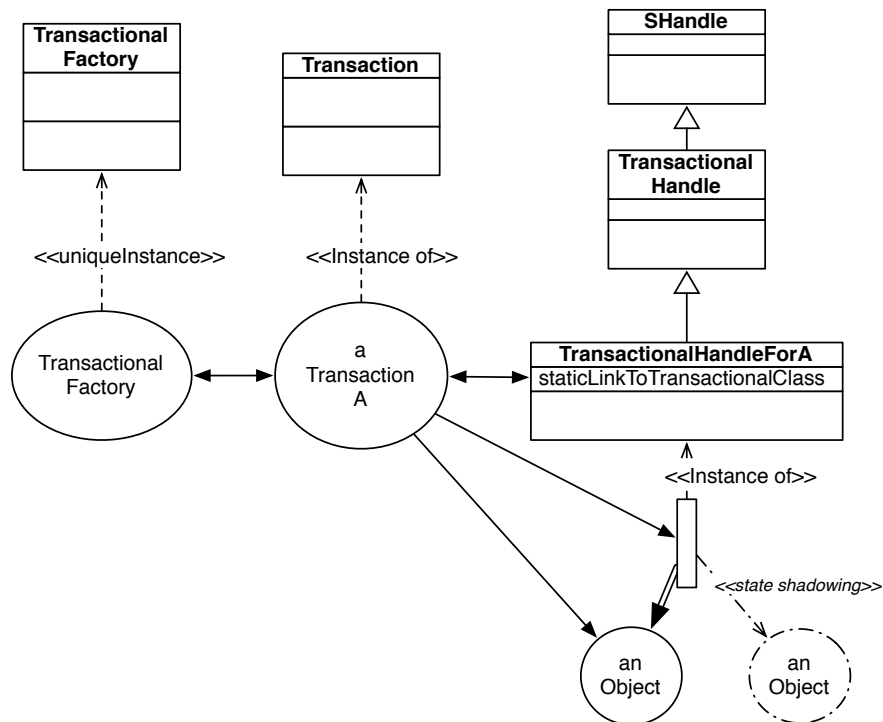 SHandle
Transactional
Factory
Transaction
Transactional
Handle
<<uniqueInstance>>
<<Instance of>>
Transactional
Factory
a
Transaction
A
TransactionalHandleForA
staticLinkToTransactionalClass
<<Instance of>>
<<state shadowing>>
an
Object
an
Object